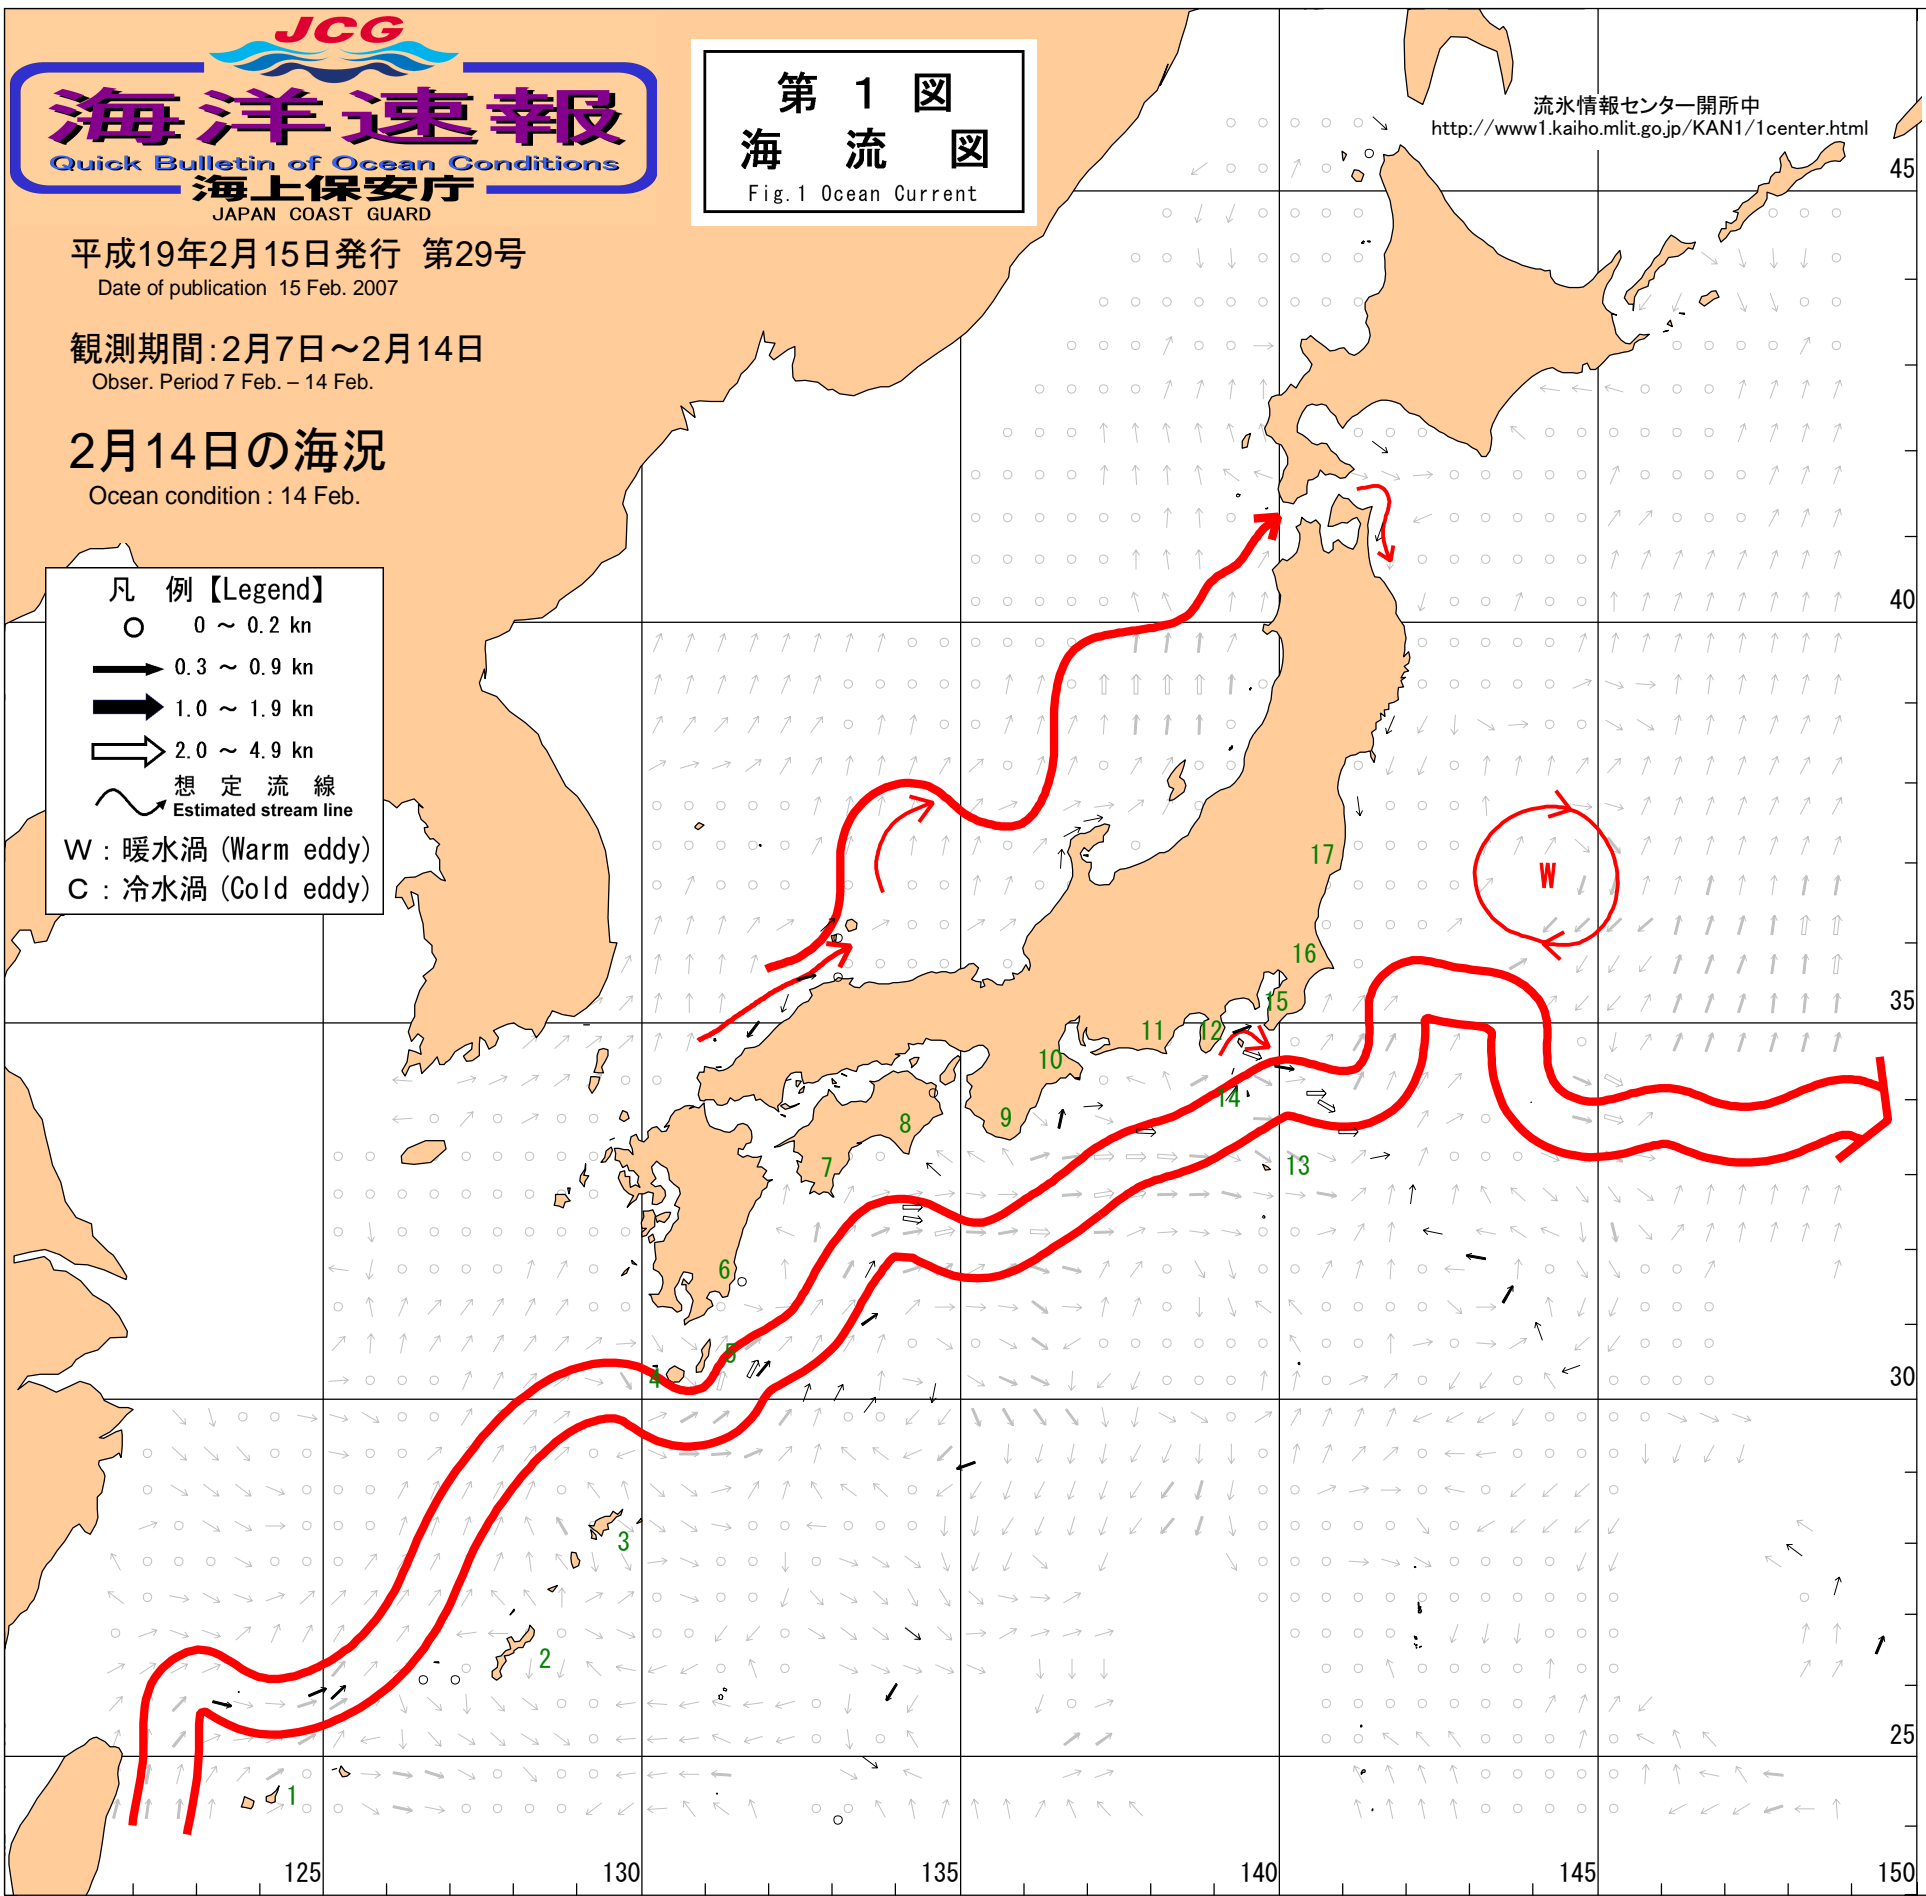 JCG
海洋速報
Quick Bulletin of Ocean Conditions
海上保安庁
JAPAN COAST GUARD
平成19年2月15日発行 第29号
Date of publication 15 Feb. 2007
観測期間:2月7日~2月14日
Obser. Period 7 Feb. – 14 Feb.
2月14日の海況
Ocean condition : 14 Feb.
第 1 図
海 流 図
Fig.1 Ocean Current
流氷情報センター開所中
http://www1.kaiho.mlit.go.jp/KAN1/1center.html
凡 例【Legend】
0 ~ 0.2 kn
0.3 ~ 0.9 kn
1.0 ~ 1.9 kn
2.0 ~ 4.9 kn
想 定 流 線
Estimated stream line
W : 暖水渦 (Warm eddy)
C : 冷水渦 (Cold eddy)
45
40
35
30
25
W
17
16
15
12
11
10
14
9
8
7
13
6
5
4
3
2
1
125
130
135
140
145
150